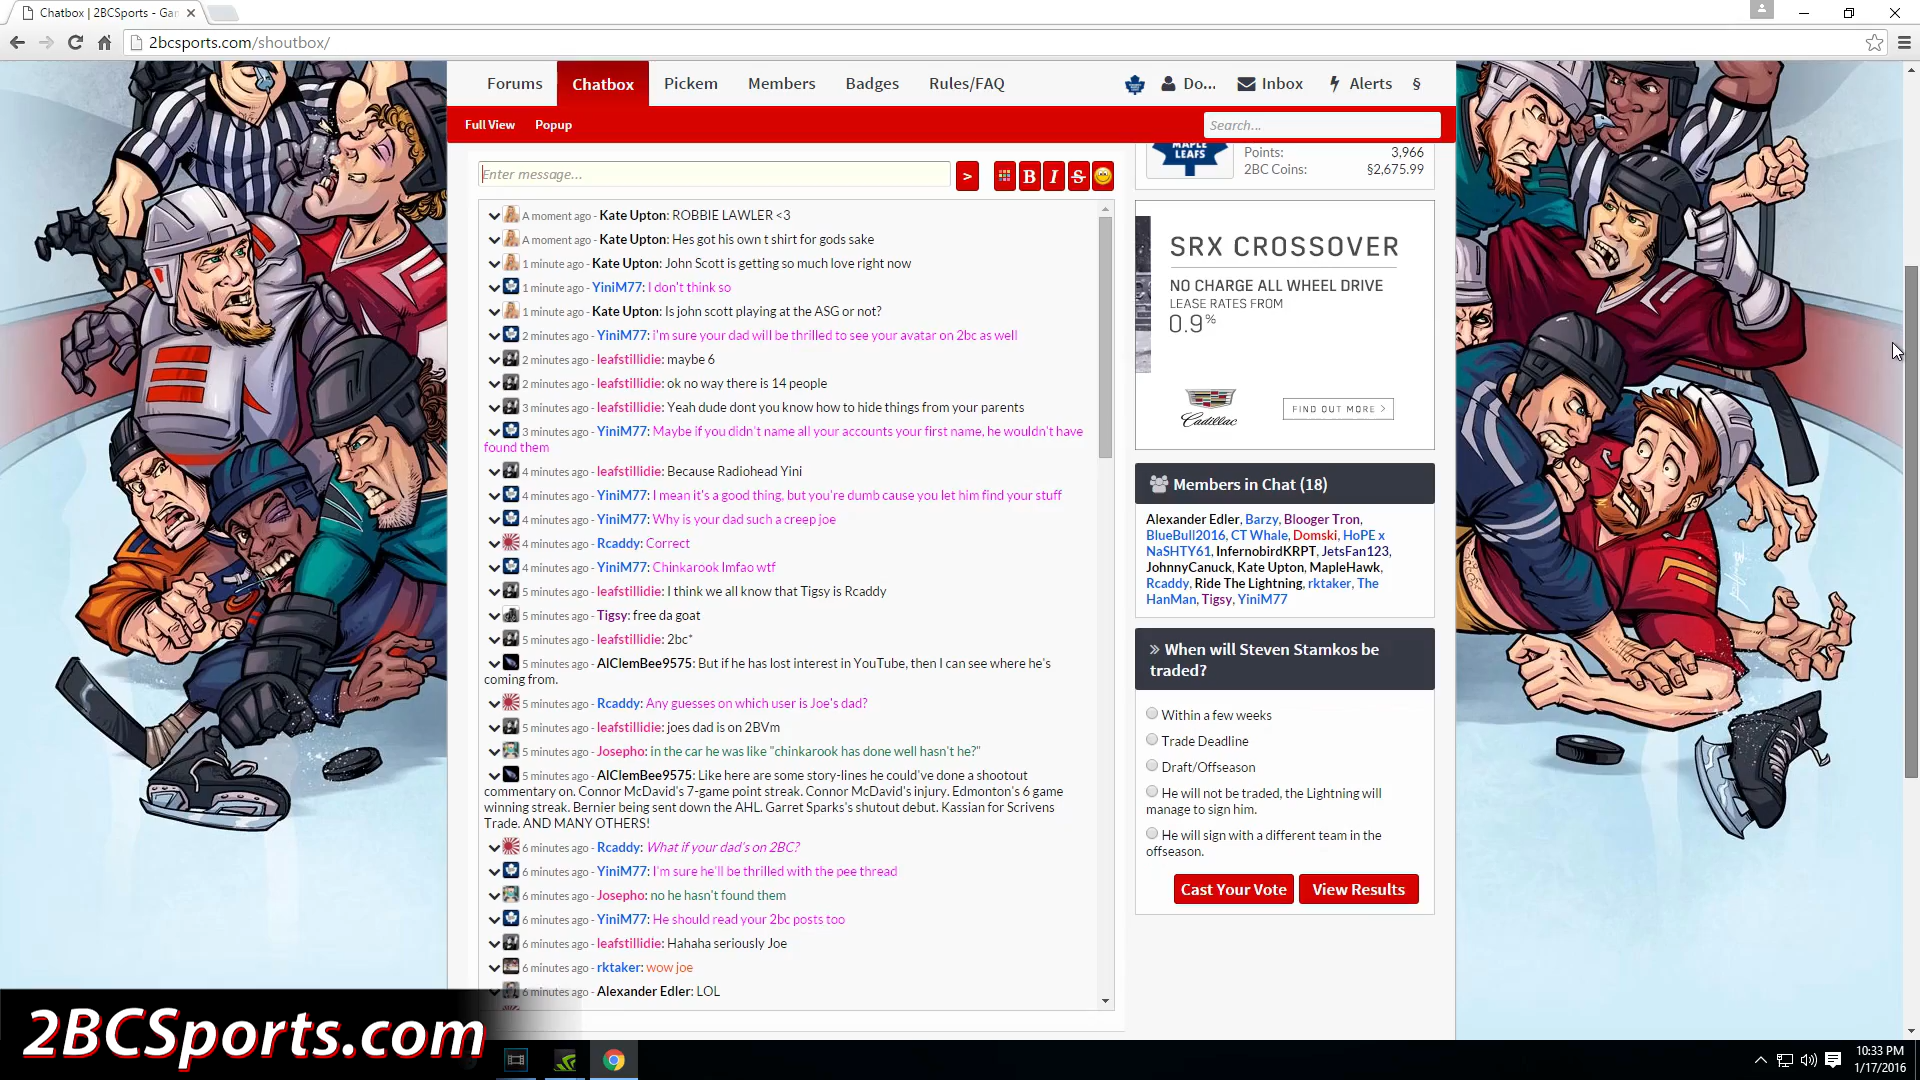 Chatbox | 2BCSports - Gar
2bcsports.com/shoutbox/
Forums Chatbox Pickem Members Badges Rules/FAQ Do... Inbox Alerts §
Full View Popup Search...
Enter message... > B I S
A moment ago - Kate Upton: ROBBIE LAWLER <3
A moment ago - Kate Upton: Hes got his own t shirt for gods sake
1 minute ago - Kate Upton: John Scott is getting so much love right now
1 minute ago - YiniM77: I don't think so
1 minute ago - Kate Upton: Is john scott playing at the ASG or not?
2 minutes ago - YiniM77: i'm sure your dad will be thrilled to see your avatar on 2bc as well
2 minutes ago - leafstillidie: maybe 6
2 minutes ago - leafstillidie: ok no way there is 14 people
3 minutes ago - leafstillidie: Yeah dude dont you know how to hide things from your parents
3 minutes ago - YiniM77: Maybe if you didn't name all your accounts your first name, he wouldn't have
found them
4 minutes ago - leafstillidie: Because Radiohead Yini
4 minutes ago - YiniM77: I mean it's a good thing, but you're dumb cause you let him find your stuff
4 minutes ago - YiniM77: Why is your dad such a creep joe
4 minutes ago - Rcaddy: Correct
4 minutes ago - YiniM77: Chinkarook lmfao wtf
5 minutes ago - leafstillidie: I think we all know that Tigsy is Rcaddy
5 minutes ago - Tigsy: free da goat
5 minutes ago - leafstillidie: 2bc*
5 minutes ago - AlClemBee9575: But if he has lost interest in YouTube, then I can see where he's
coming from.
5 minutes ago - Rcaddy: Any guesses on which user is Joe's dad?
5 minutes ago - leafstillidie: joes dad is on 2BVm
5 minutes ago - Josepho: in the car he was like "chinkarook has done well hasn't he?"
5 minutes ago - AlClemBee9575: Like here are some story-lines he could've done a shootout
commentary on. Connor McDavid's 7-game point streak. Connor McDavid's injury. Edmonton's 6 game
winning streak. Bernier being sent down the AHL. Garret Sparks's shutout debut. Kassian for Scrivens
Trade. AND MANY OTHERS!
6 minutes ago - Rcaddy: What if your dad's on 2BC?
6 minutes ago - YiniM77: I'm sure he'll be thrilled with the pee thread
6 minutes ago - Josepho: no he hasn't found them
6 minutes ago - YiniM77: He should read your 2bc posts too
6 minutes ago - leafstillidie: Hahaha seriously Joe
6 minutes ago - rktaker: wow joe
6 minutes ago - Alexander Edler: LOL
MAPLE
LEAFS
Points: 3,966
2BC Coins: §2,675.99
SRX CROSSOVER
NO CHARGE ALL WHEEL DRIVE
LEASE RATES FROM
0.9%
Cadillac
FIND OUT MORE >
Members in Chat (18)
Alexander Edler, Barzy, Blooger Tron,
BlueBull2016, CT Whale, Domski, HoPE x
NaSHTY61, InfernobirdKRPT, JetsFan123,
JohnnyCanuck, Kate Upton, MapleHawk,
Rcaddy, Ride The Lightning, rktaker, The
HanMan, Tigsy, YiniM77
» When will Steven Stamkos be
traded?
Within a few weeks
Trade Deadline
Draft/Offseason
He will not be traded, the Lightning will
manage to sign him.
He will sign with a different team in the
offseason.
Cast Your Vote View Results
2BCSports.com
10:33 PM
1/17/2016